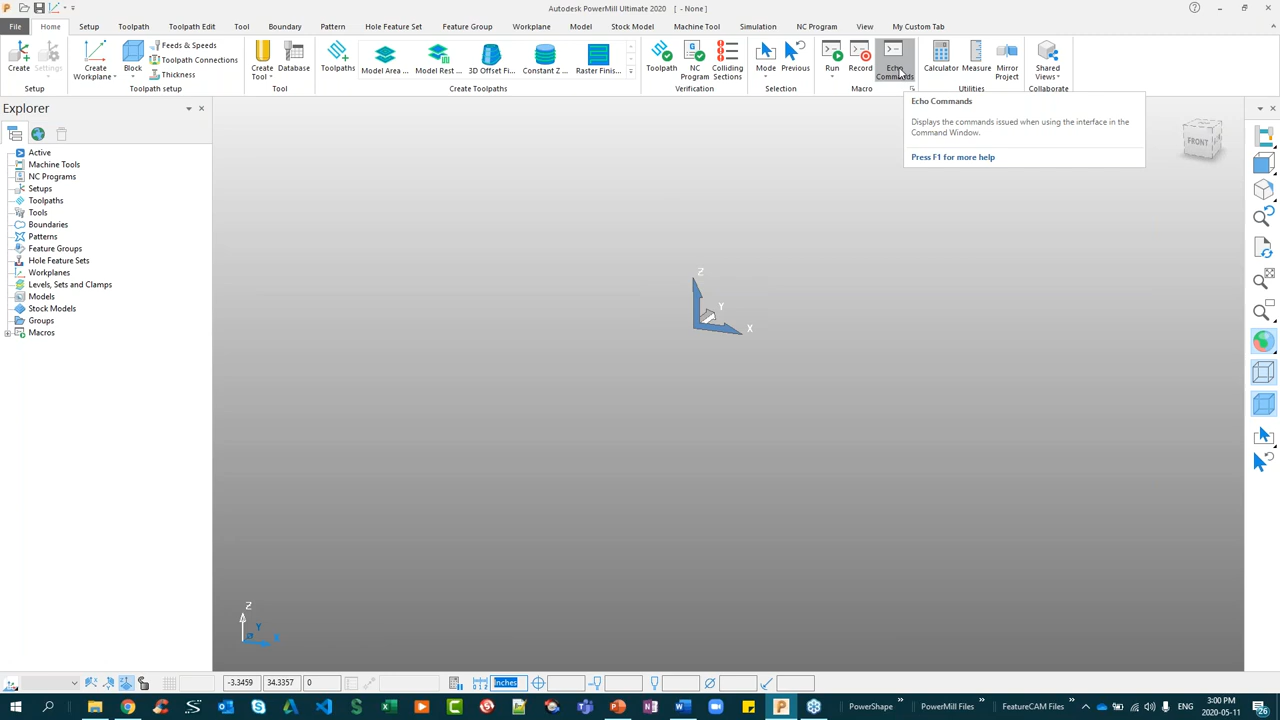 Autodesk PowerMill Ultimate 2020 [ - None ]
File Home Setup Toolpath Toolpath Edit Tool Boundary Pattern Hole Feature Set Feature Group Workplane Model Stock Model Machine Tool Simulation NC Program View My Custom Tab
Create
Settings
Setup
Create
Workplane
Block
Feeds & Speeds
Toolpath Connections
Thickness
Toolpath setup
Create
Tool
Database
Tool
Toolpaths
Model Area ...
Model Rest ...
3D Offset Fi...
Constant Z ...
Raster Finis...
Create Toolpaths
Toolpath
NC
Program
Colliding
Sections
Verification
Mode
Previous
Selection
Run
Record
Echo
Commands
Macro
Calculator
Measure
Mirror
Project
Utilities
Shared
Views
Collaborate
Echo Commands
Displays the commands issued when using the interface in the
Command Window.
Press F1 for more help
Explorer
Active
Machine Tools
NC Programs
Setups
Toolpaths
Tools
Boundaries
Patterns
Feature Groups
Hole Feature Sets
Workplanes
Levels, Sets and Clamps
Models
Stock Models
Groups
Macros
FRONT
Z
Y
X
Z
Y
X
-3.3459 34.3357 0 Inches
PowerShape » PowerMill Files » FeatureCAM Files » ENG
3:00 PM
2020-05-11
26